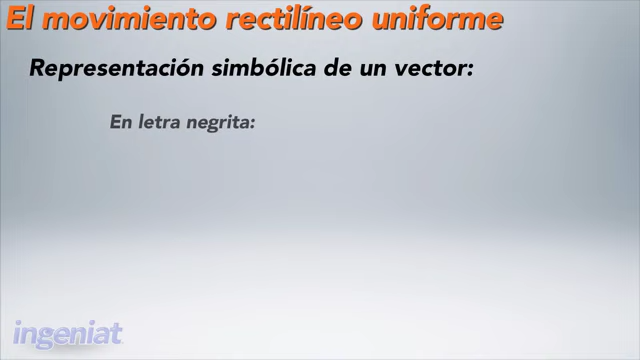 El movimiento rectilíneo uniforme
Representación simbólica de un vector:
En letra negrita:
ingeniat